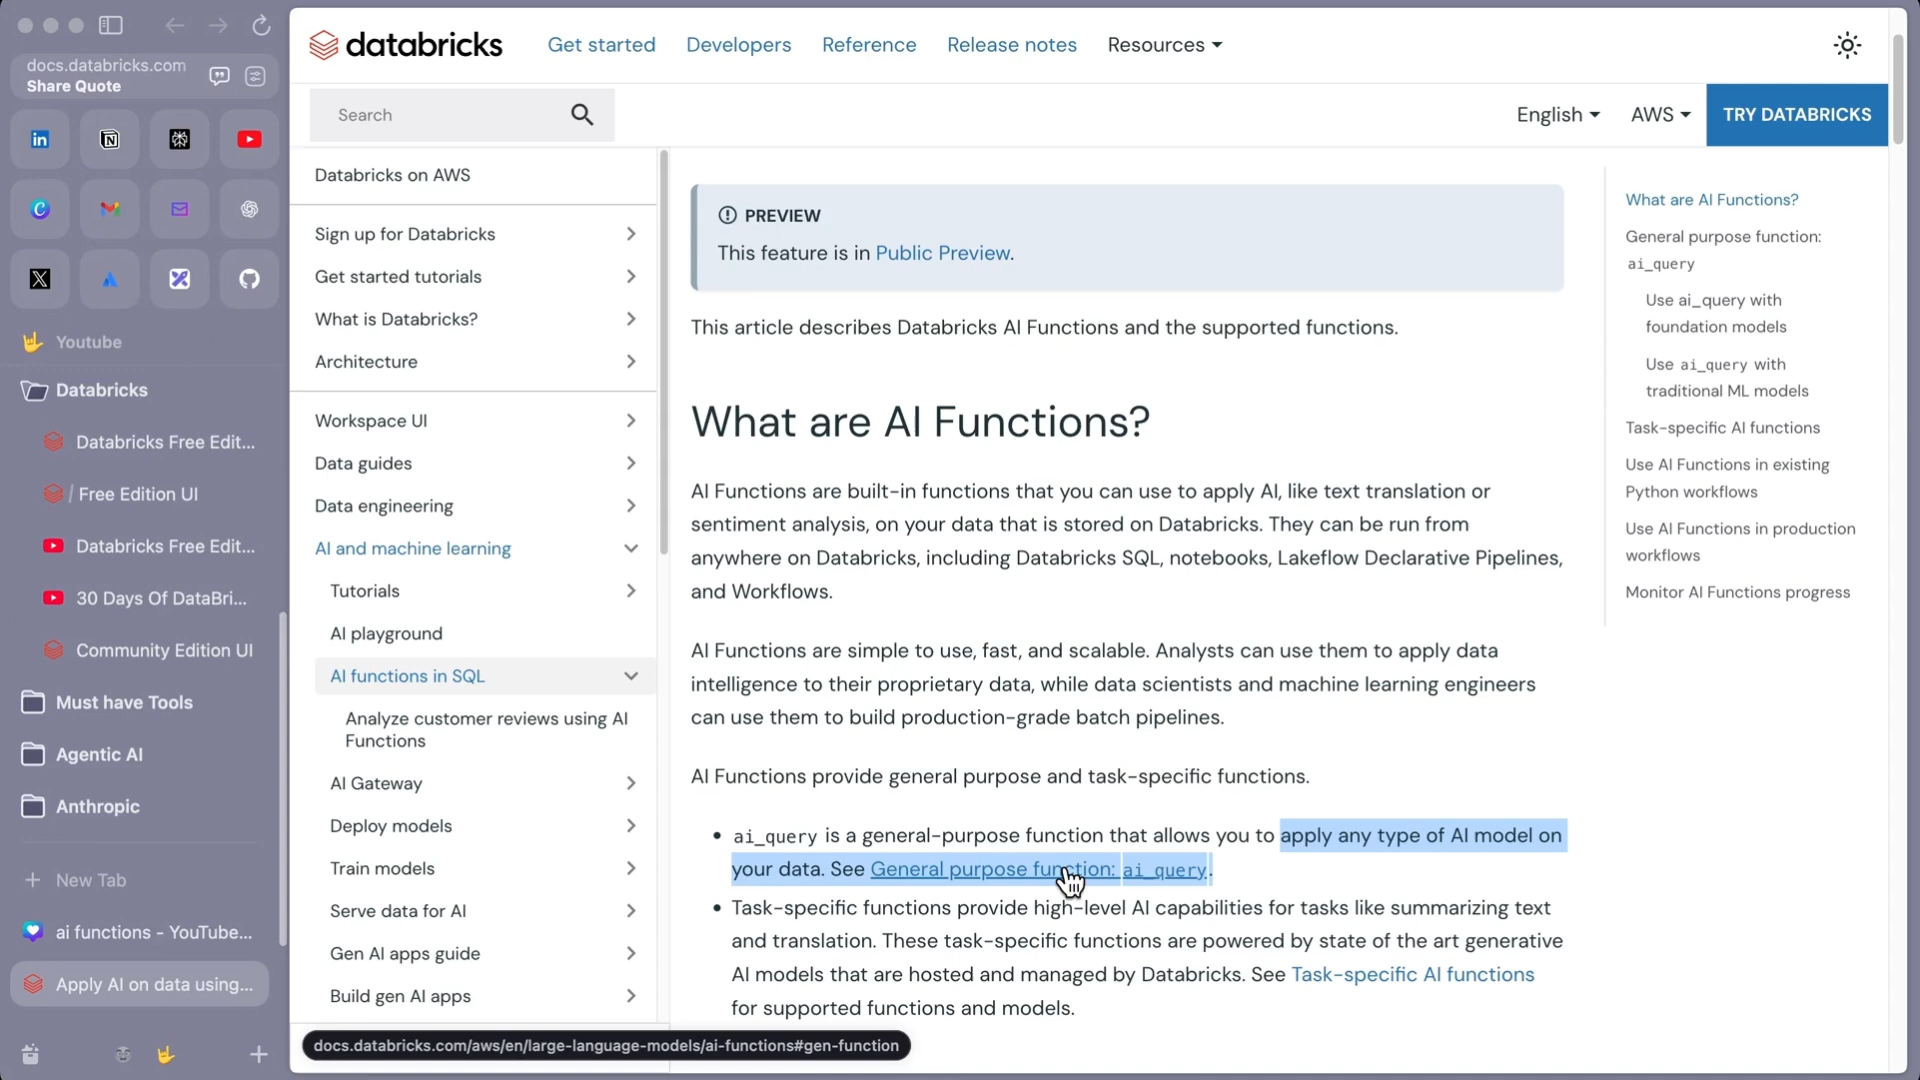 docs.databricks.com
Share Quote
Youtube
Databricks
Databricks Free Edit...
/ Free Edition UI
Databricks Free Edit...
30 Days Of DataBri...
Community Edition UI
Must have Tools
Agentic AI
Anthropic
+ New Tab
ai functions - YouTube...
Apply AI on data using...
databricks
Get started
Developers
Reference
Release notes
Resources
Search
English
AWS
TRY DATABRICKS
Databricks on AWS
Sign up for Databricks
Get started tutorials
What is Databricks?
Architecture
Workspace UI
Data guides
Data engineering
AI and machine learning
Tutorials
AI playground
AI functions in SQL
Analyze customer reviews using AI
Functions
AI Gateway
Deploy models
Train models
Serve data for AI
Gen AI apps guide
Build gen AI apps
PREVIEW
This feature is in Public Preview.
This article describes Databricks AI Functions and the supported functions.
What are AI Functions?
AI Functions are built-in functions that you can use to apply AI, like text translation or
sentiment analysis, on your data that is stored on Databricks. They can be run from
anywhere on Databricks, including Databricks SQL, notebooks, Lakeflow Declarative Pipelines,
and Workflows.
AI Functions are simple to use, fast, and scalable. Analysts can use them to apply data
intelligence to their proprietary data, while data scientists and machine learning engineers
can use them to build production-grade batch pipelines.
AI Functions provide general purpose and task-specific functions.
• ai_query is a general-purpose function that allows you to apply any type of AI model on
your data. See General purpose function: ai_query.
• Task-specific functions provide high-level AI capabilities for tasks like summarizing text
and translation. These task-specific functions are powered by state of the art generative
AI models that are hosted and managed by Databricks. See Task-specific AI functions
for supported functions and models.
What are AI Functions?
General purpose function:
ai_query
Use ai_query with
foundation models
Use ai_query with
traditional ML models
Task-specific AI functions
Use AI Functions in existing
Python workflows
Use AI Functions in production
workflows
Monitor AI Functions progress
docs.databricks.com/aws/en/large-language-models/ai-functions#gen-function